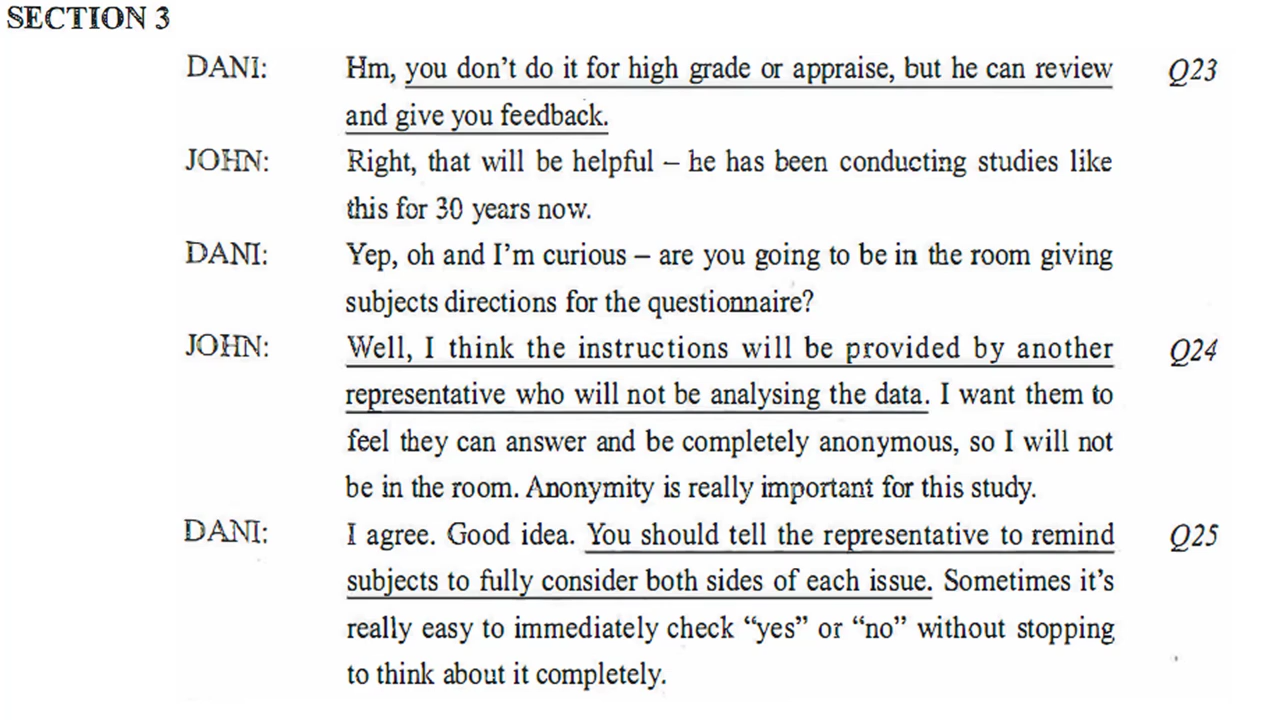 SECTION 3
DANI: Hm, you don't do it for high grade or appraise, but he can review Q23
and give you feedback.
JOHN: Right, that will be helpful – he has been conducting studies like
this for 30 years now.
DANI: Yep, oh and I'm curious – are you going to be in the room giving
subjects directions for the questionnaire?
JOHN: Well, I think the instructions will be provided by another Q24
representative who will not be analysing the data. I want them to
feel they can answer and be completely anonymous, so I will not
be in the room. Anonymity is really important for this study.
DANI: I agree. Good idea. You should tell the representative to remind Q25
subjects to fully consider both sides of each issue. Sometimes it's
really easy to immediately check “yes” or “no” without stopping
to think about it completely.